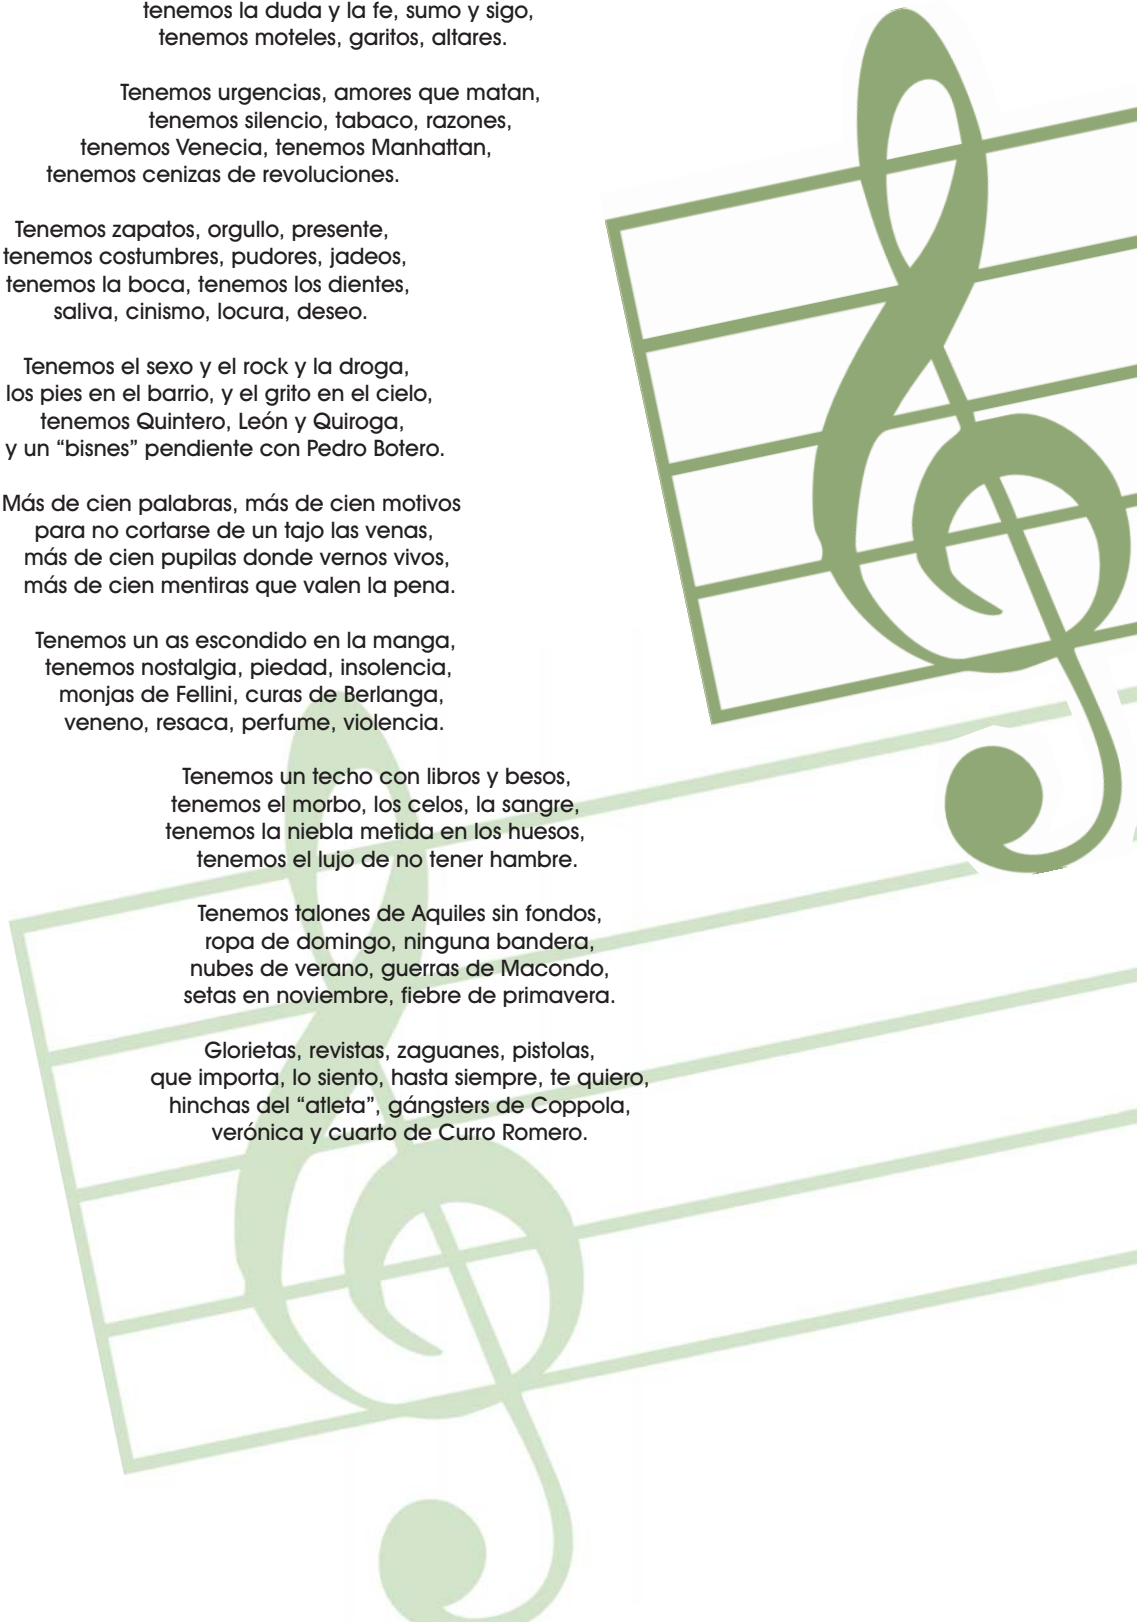 tenemos la duda y la fe, sumo y sigo,
tenemos moteles, garitos, altares.

Tenemos urgencias, amores que matan,
tenemos silencio, tabaco, razones,
tenemos Venecia, tenemos Manhattan,
tenemos cenizas de revoluciones.

Tenemos zapatos, orgullo, presente,
tenemos costumbres, pudores, jadeos,
tenemos la boca, tenemos los dientes,
saliva, cinismo, locura, deseo.

Tenemos el sexo y el rock y la droga,
los pies en el barrio, y el grito en el cielo,
tenemos Quintero, León y Quiroga,
y un “bisnes” pendiente con Pedro Botero.

Más de cien palabras, más de cien motivos
para no cortarse de un tajo las venas,
más de cien pupilas donde vernos vivos,
más de cien mentiras que valen la pena.

Tenemos un as escondido en la manga,
tenemos nostalgia, piedad, insolencia,
monjas de Fellini, curas de Berlanga,
veneno, resaca, perfume, violencia.

Tenemos un techo con libros y besos,
tenemos el morbo, los celos, la sangre,
tenemos la niebla metida en los huesos,
tenemos el lujo de no tener hambre.

Tenemos talones de Aquiles sin fondos,
ropa de domingo, ninguna bandera,
nubes de verano, guerras de Macondo,
setas en noviembre, fiebre de primavera.

Glorietas, revistas, zaguanes, pistolas,
que importa, lo siento, hasta siempre, te quiero,
hinchas del “atleta”, gángsters de Coppola,
verónica y cuarto de Curro Romero.